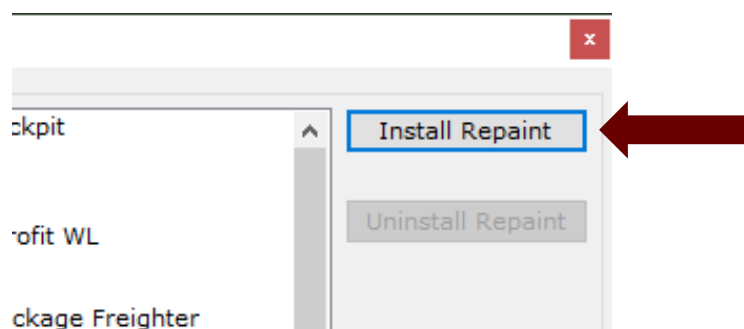 x
ckpit
Install Repaint
Uninstall Repaint
rofit WL
ckage Freighter